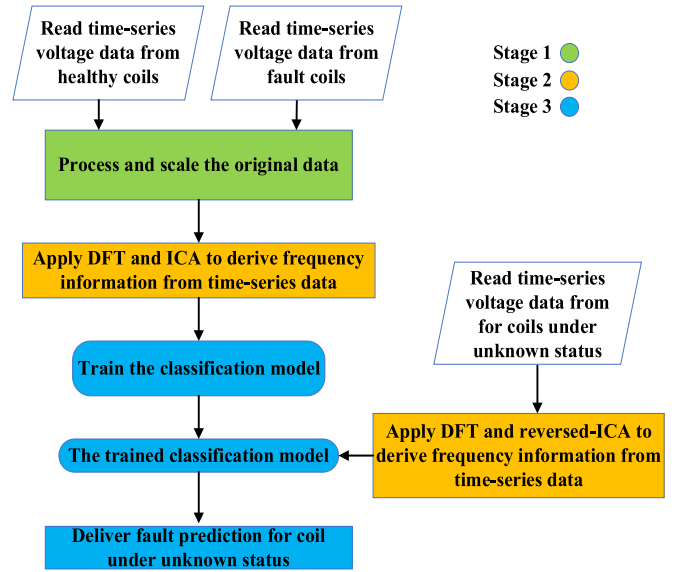 Read time-series
voltage data from
healthy coils
Read time-series
voltage data from
fault coils
Stage 1
Stage 2
Stage 3
Process and scale the original data
Apply DFT and ICA to derive frequency
information from time-series data
Read time-series
voltage data from
for coils under
unknown status
Train the classification model
The trained classification model
Apply DFT and reversed-ICA to
derive frequency information from
time-series data
Deliver fault prediction for coil
under unknown status